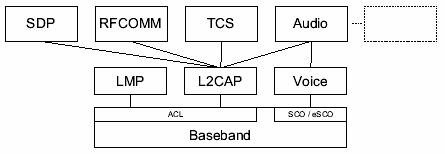 SDP RFCOMM TCS Audio
LMP L2CAP Voice
ACL SCO / eSCO
Baseband